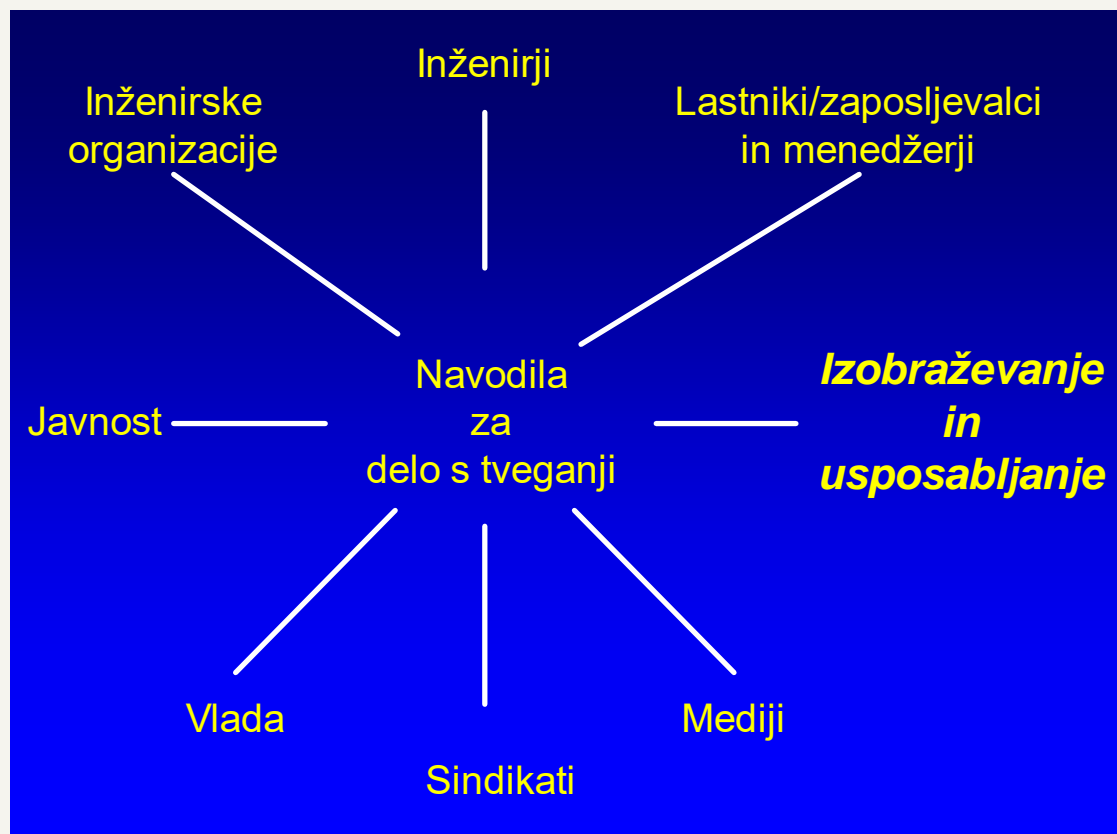 Inženirji
Inženirske
organizacije
Lastniki/zaposljevalci
in menedžerji
Navodila
za
delo s tveganji
Izobraževanje
in
usposabljanje
Javnost
Vlada
Sindikati
Mediji